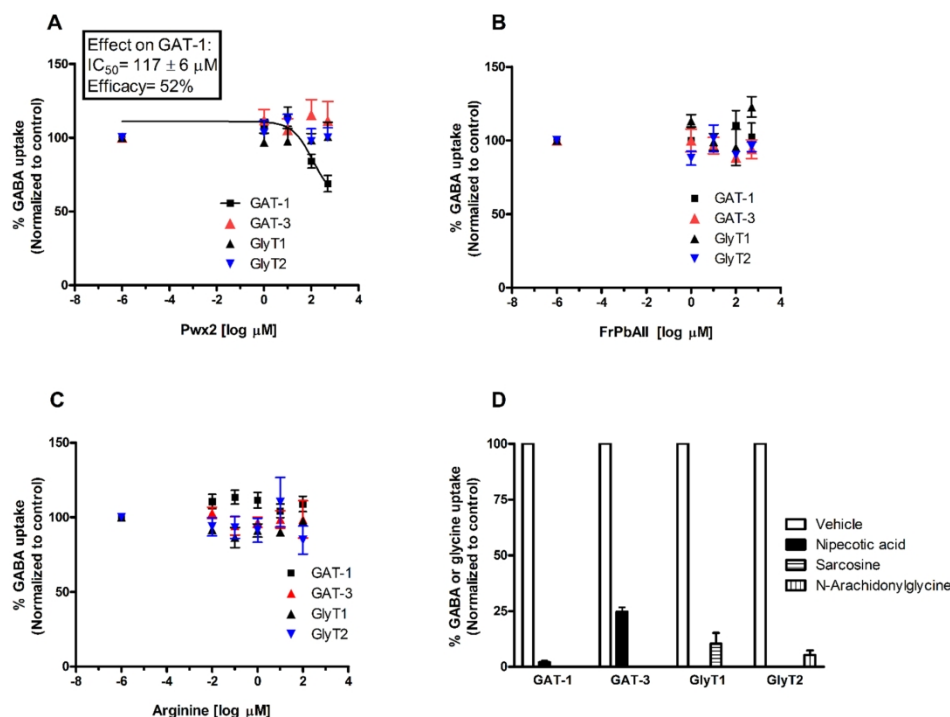 A
Effect on GAT-1:
IC50= 117 ± 6 μM
Efficacy= 52%
150
100
50
0
% GABA uptake
(Normalized to control)
GAT-1
GAT-3
GlyT1
GlyT2
-8 -6 -4 -2 0 2 4
Pwx2 [log μM]
B
150
100
50
0
% GABA uptake
(Normalized to control)
GAT-1
GAT-3
GlyT1
GlyT2
-8 -6 -4 -2 0 2 4
FrPbAII [log μM]
C
150
100
50
0
% GABA uptake
(Normalized to control)
GAT-1
GAT-3
GlyT1
GlyT2
-8 -6 -4 -2 0 2 4
Arginine [log μM]
D
100
75
50
25
0
% GABA or glycine uptake
(Normalized to control)
GAT-1 GAT-3 GlyT1 GlyT2
Vehicle
Nipecotic acid
Sarcosine
N-Arachidonylglycine